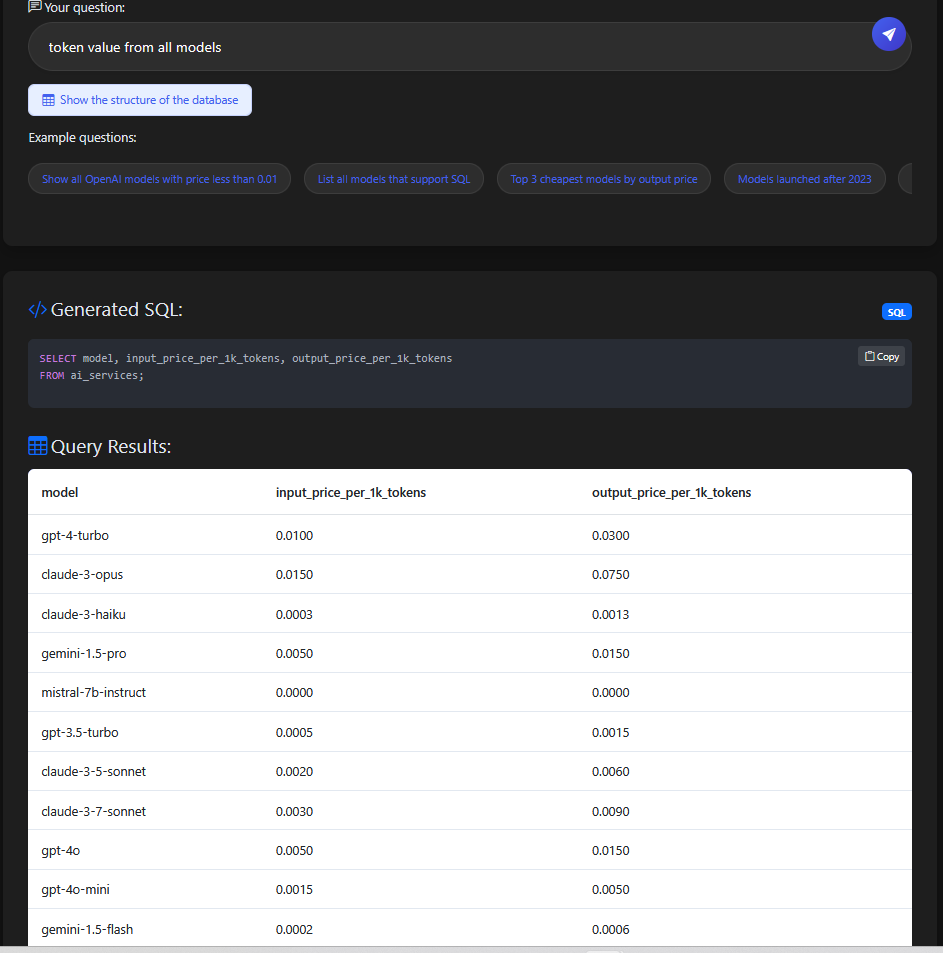 Your question:
token value from all models
Show the structure of the database
Example questions:
Show all OpenAI models with price less than 0.01
List all models that support SQL
Top 3 cheapest models by output price
Models launched after 2023
Generated SQL:
SQL
SELECT model, input_price_per_1k_tokens, output_price_per_1k_tokens
FROM ai_services;
Copy
Query Results:
model input_price_per_1k_tokens output_price_per_1k_tokens
gpt-4-turbo 0.0100 0.0300
claude-3-opus 0.0150 0.0750
claude-3-haiku 0.0003 0.0013
gemini-1.5-pro 0.0050 0.0150
mistral-7b-instruct 0.0000 0.0000
gpt-3.5-turbo 0.0005 0.0015
claude-3-5-sonnet 0.0020 0.0060
claude-3-7-sonnet 0.0030 0.0090
gpt-4o 0.0050 0.0150
gpt-4o-mini 0.0015 0.0050
gemini-1.5-flash 0.0002 0.0006